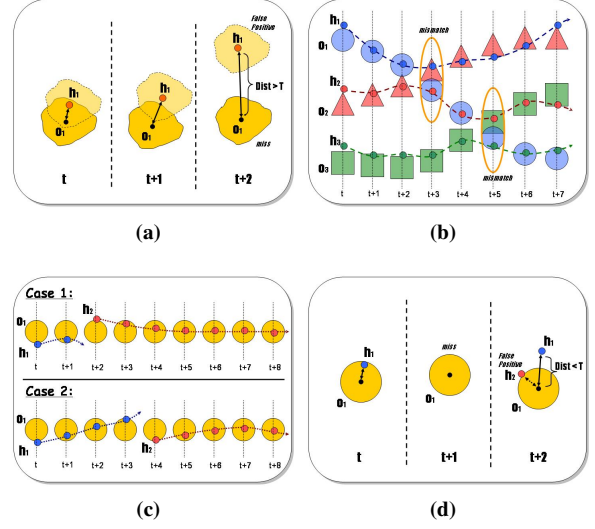 False
Positive
h₁
h₁
h₁
Dist > T
o₁
o₁
o₁
miss
t
t+1
t+2
(a)
h₁
o₁
mismatch
h₂
o₂
h₃
o₃
t
t+1
t+2
t+3
t+4
t+5
t+6
t+7
mismatch
(b)
Case 1:
o₁
h₂
h₁
t
t+1
t+2
t+3
t+4
t+5
t+6
t+7
t+8
Case 2:
o₁
h₁
h₂
t
t+1
t+2
t+3
t+4
t+5
t+6
t+7
t+8
(c)
miss
h₁
h₁
False
Positive
h₂
Dist < T
o₁
o₁
o₁
t
t+1
t+2
(d)